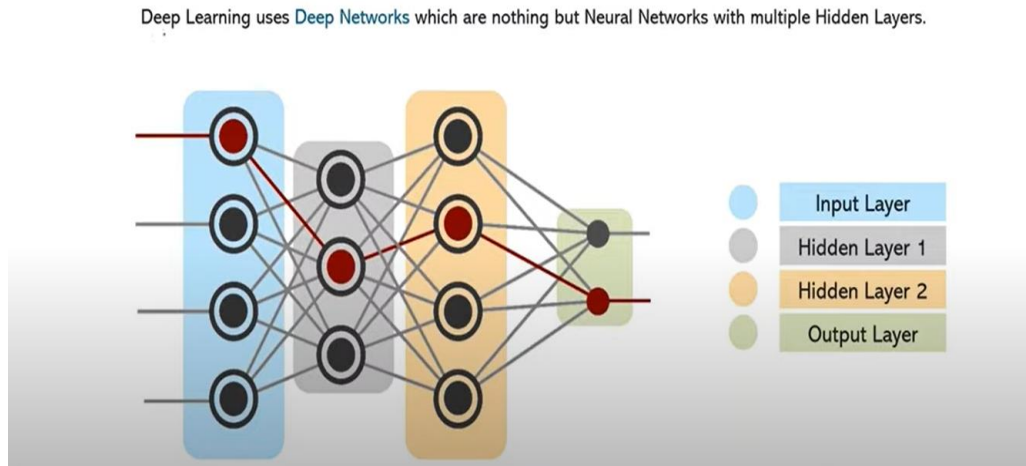 Deep Learning uses Deep Networks which are nothing but Neural Networks with multiple Hidden Layers.
Input Layer
Hidden Layer 1
Hidden Layer 2
Output Layer